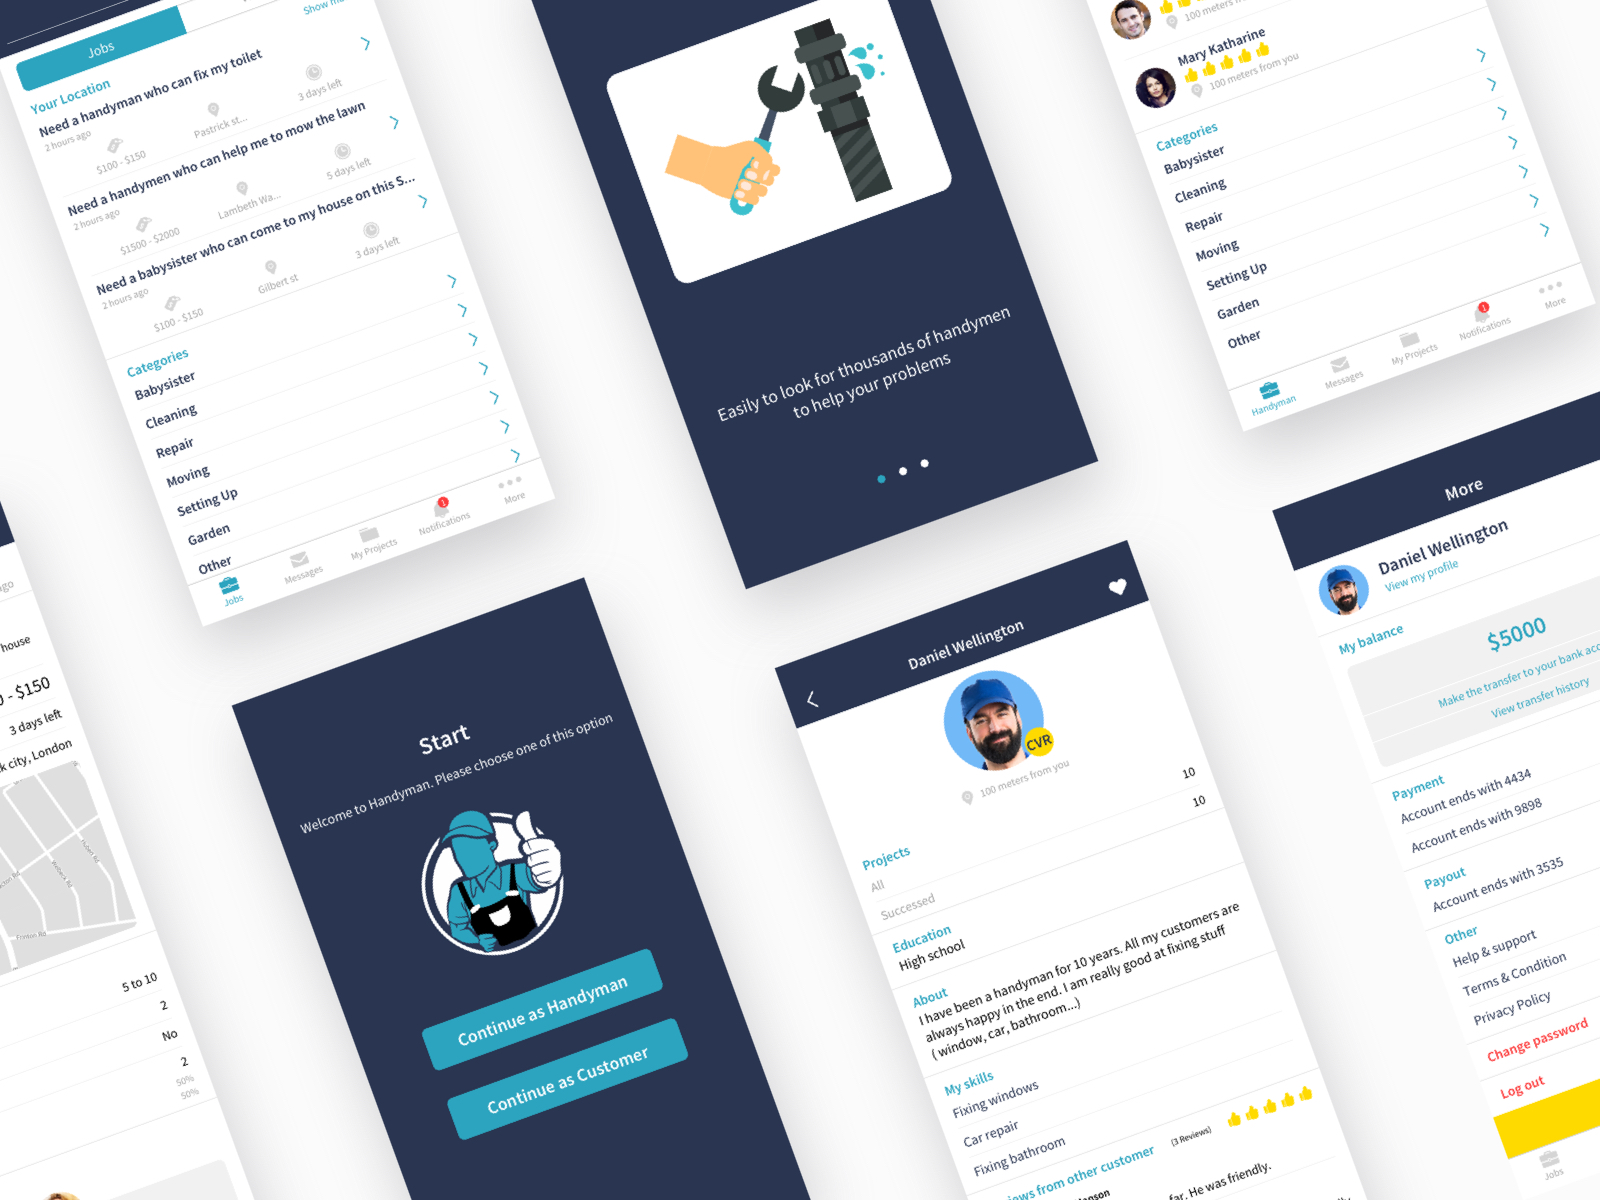 Jobs
Show
Your Location
Need a handyman who can fix my toilet
2 hours ago
$100 - $150
Pastrick st...
3 days left
Need a handymen who can help me to mow the lawn
2 hours ago
$1500 - $2000
Lambeth Wa...
5 days left
Need a babysister who can come to my house on this S...
2 hours ago
$100 - $150
Gilbert st
3 days left
Categories
Babysister
Cleaning
Repair
Moving
Setting Up
Garden
Other
Jobs
Messages
My Projects
1
Notifications
More
Easily to look for thousands of handymen
to help your problems
100 meters from
Mary Katharine
100 meters from you
Categories
Babysister
Cleaning
Repair
Moving
Setting Up
Garden
Other
Handyman
Messages
My Projects
1
Notifications
More
house
- $150
3 days left
city, London
Fonton Rd
5 to 10
2
No
2
50%
50%
Start
Welcome to Handyman. Please choose one of this option
Continue as Handyman
Continue as Customer
Daniel Wellington
CVR
100 meters from you
Projects
All
10
Successed
10
Education
High school
About
I have been a handyman for 10 years. All my customers are
always happy in the end. I am really good at fixing stuff
( window, car, bathroom...)
My skills
Fixing windows
Car repair
Fixing bathroom
from other customer
(3 Reviews)
He was friendly.
More
Daniel Wellington
View my profile
My balance
$5000
Make the transfer to your bank
View transfer history
Payment
Account ends with 4434
Account ends with 9898
Payout
Account ends with 3535
Other
Help & support
Terms & Condition
Privacy Policy
Change password
Log out
Jobs